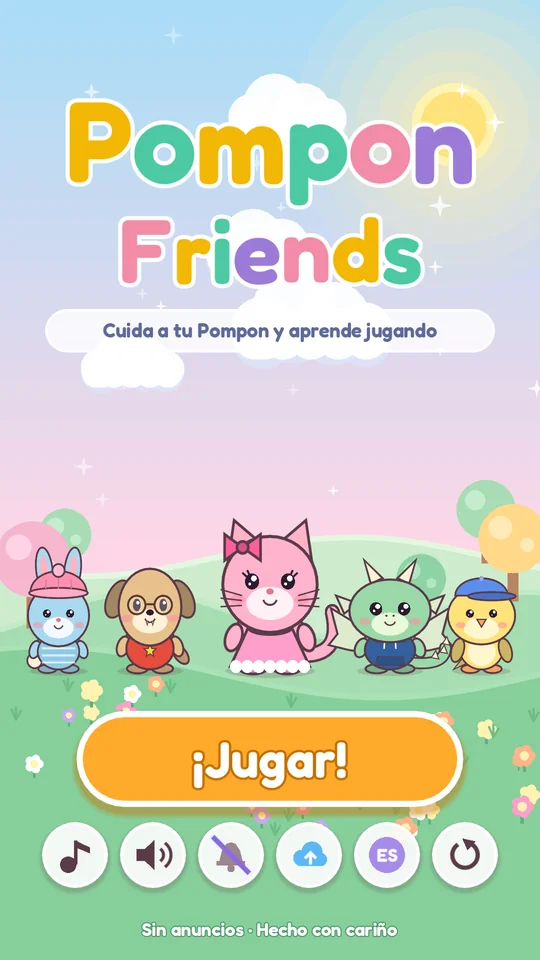 Pompon
Friends
Cuida a tu Pompon y aprende jugando
¡Jugar!
ES
Sin anuncios · Hecho con cariño